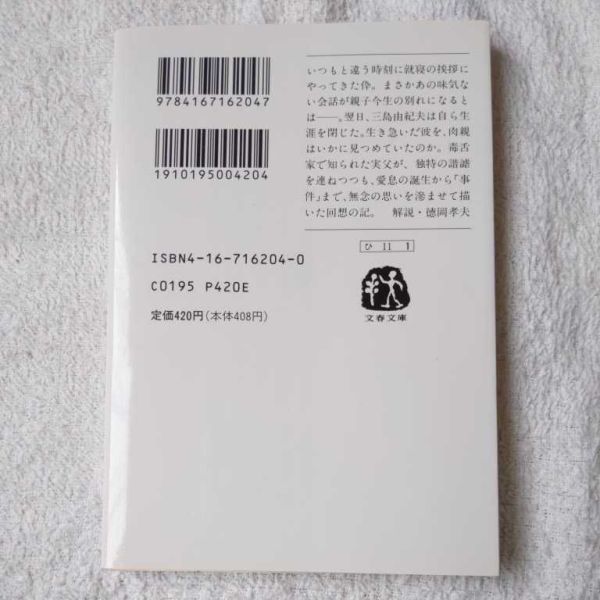 9784167162047
1910195004204
ISBN4-16-716204-0
C0195 P420E
定価420円(本体408円)
いつもと違う時刻に就寝の挨拶に
やってきた伜。まさかあの味気な
い会話が親子今生の別れになると
は――。翌日、三島由紀夫は自ら生
涯を閉じた。生き急いだ彼を、肉親
はいかに見つめていたのか。毒舌
家で知られた実父が、独特の諧謔
を連ねつつも、愛息の誕生から「事
件」まで、無念の思いを滲ませて描
いた回想の記。 解説・徳岡孝夫
ひ 11 1
文春文庫